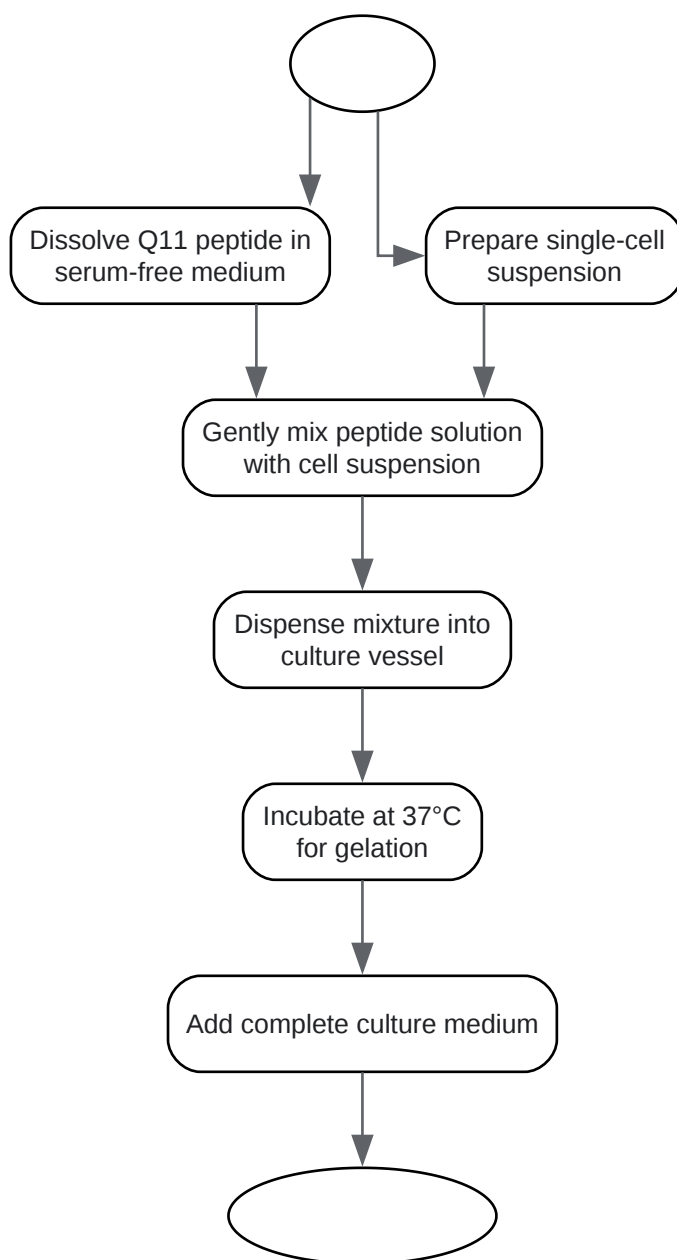 Dissolve Q11 peptide in
serum-free medium
Prepare single-cell
suspension
Gently mix peptide solution
with cell suspension
Dispense mixture into
culture vessel
Incubate at 37°C
for gelation
Add complete culture medium